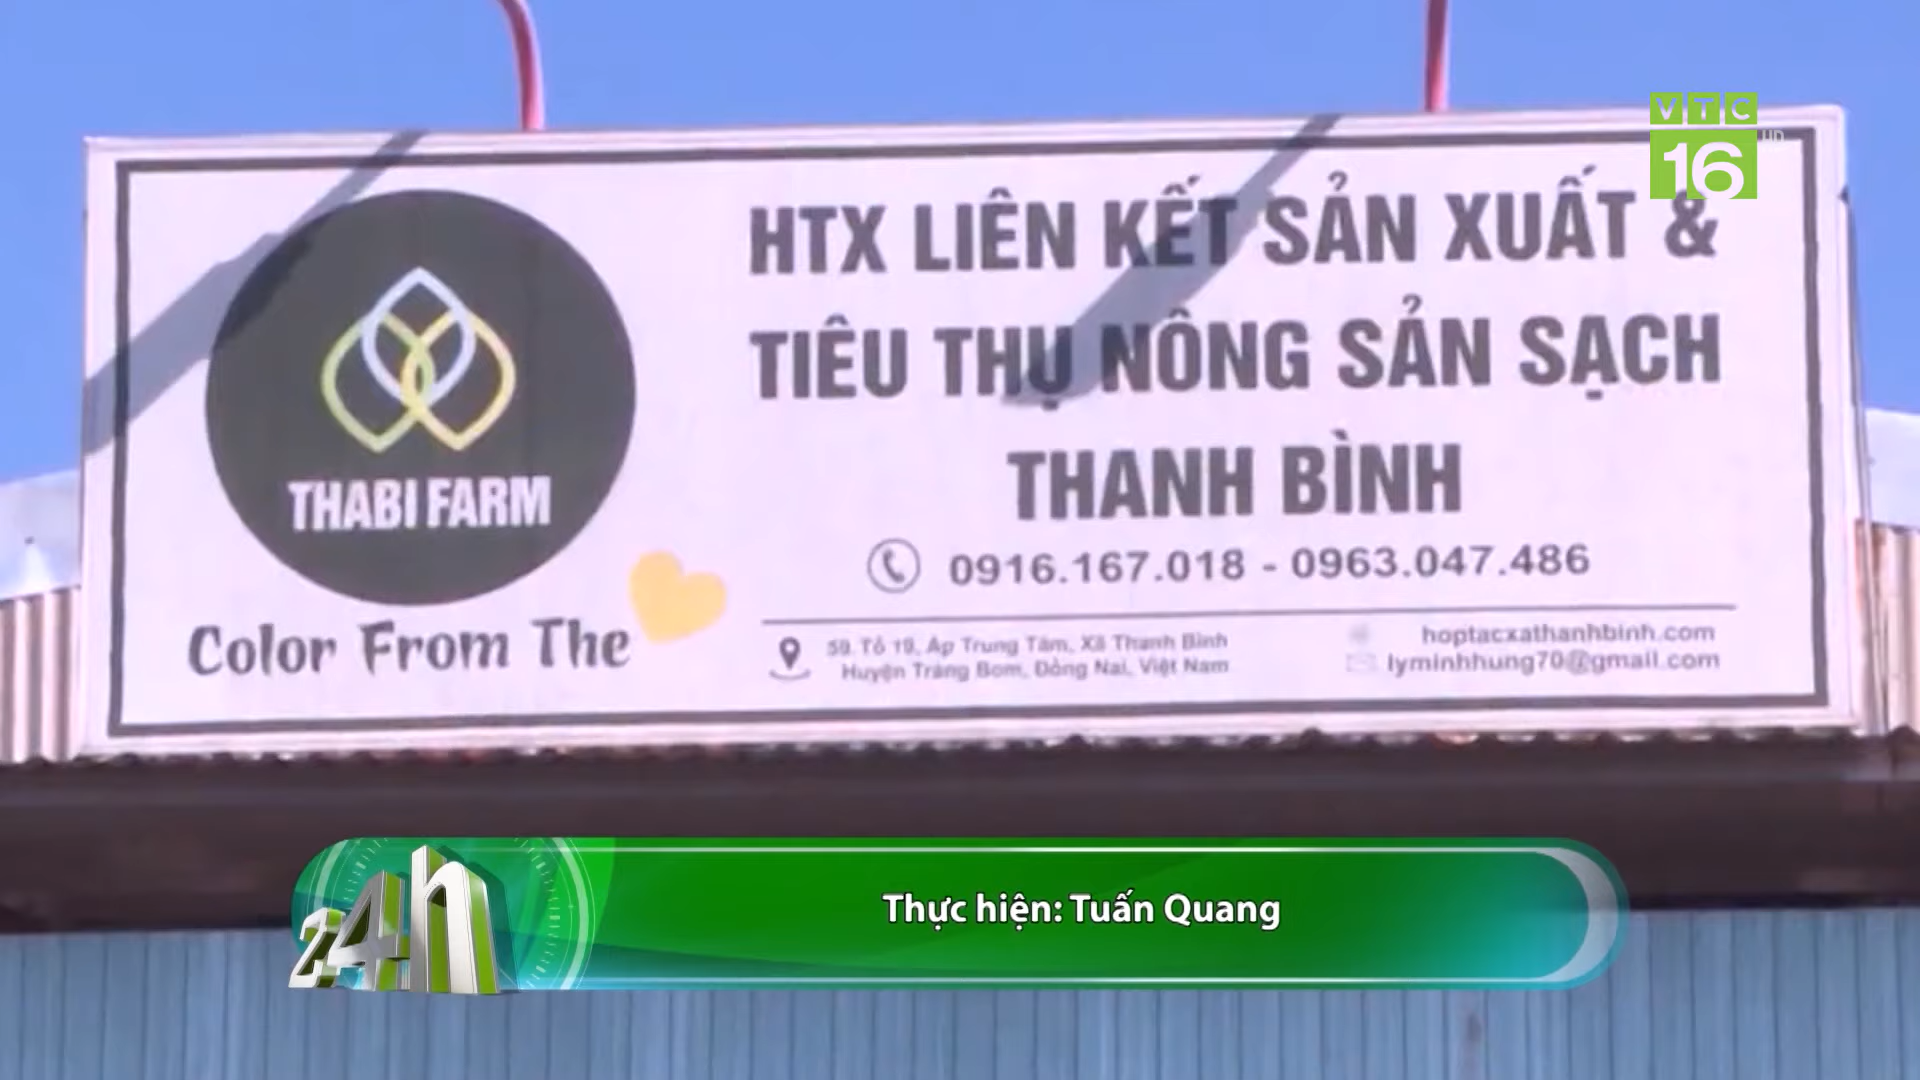 VTC
16
HD
HTX LIÊN KẾT SẢN XUẤT &
TIÊU THỤ NÔNG SẢN SẠCH
THANH BÌNH
THABI FARM
0916.167.018 - 0963.047.486
Color From The
59, Tổ 19, Ấp Trung Tâm, Xã Thanh Bình
Huyện Trảng Bom, Đồng Nai, Việt Nam
hoptacxathanhbinh.com
lyminhhung70@gmail.com
24h
Thực hiện: Tuấn Quang